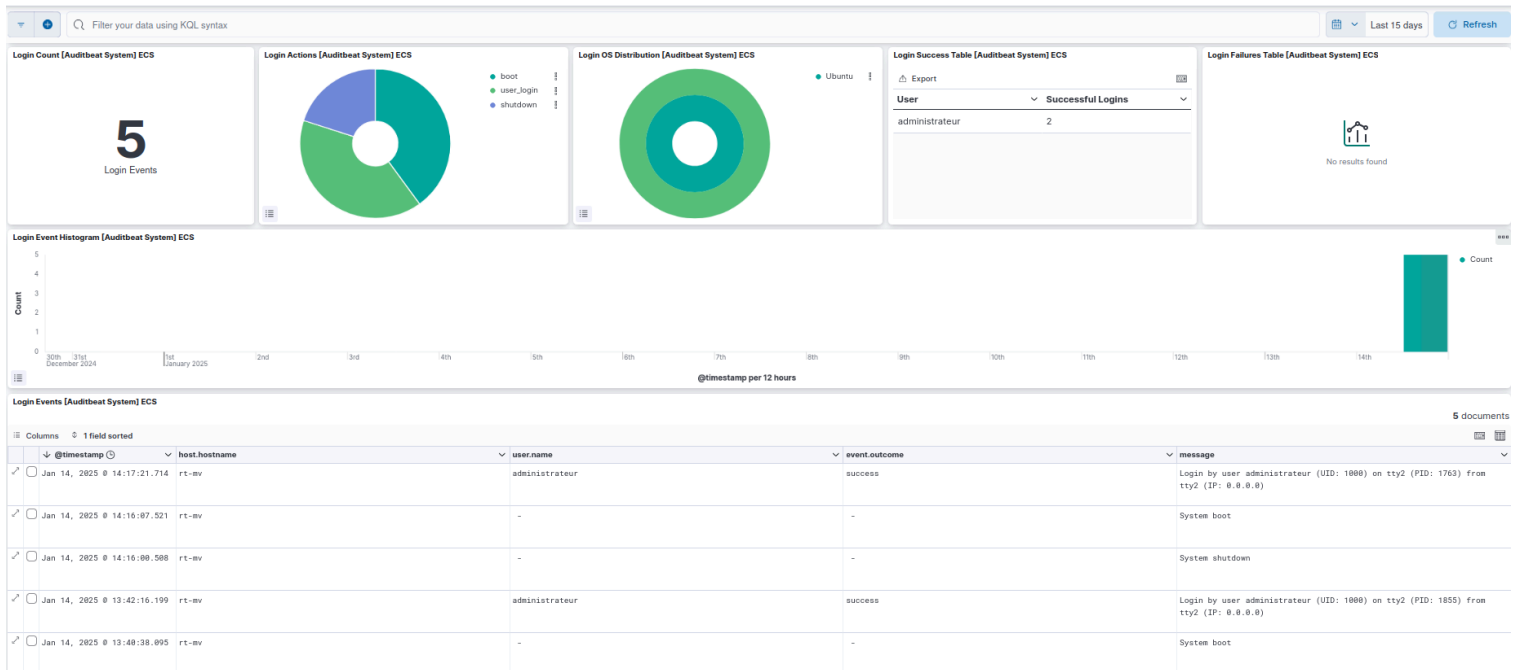 Filter your data using KQL syntax
Last 15 days
Refresh
Login Count [Auditbeat System] ECS
5
Login Events
Login Actions [Auditbeat System] ECS
boot
user_login
shutdown
Login OS Distribution [Auditbeat System] ECS
Ubuntu
Login Success Table [Auditbeat System] ECS
Export
User Successful Logins
administrateur 2
Login Failures Table [Auditbeat System] ECS
No results found
Login Event Histogram [Auditbeat System] ECS
Count
5
4
3
2
1
0
30th 31st 1st 2nd 3rd 4th 5th 6th 7th 8th 9th 10th 11th 12th 13th 14th
December 2024 January 2025
@timestamp per 12 hours
Count
Login Events [Auditbeat System] ECS
5 documents
Columns 1 field sorted
@timestamp host.hostname user.name event.outcome message
Jan 14, 2025 @ 14:17:21.714 rt-mv administrateur success Login by user administrateur (UID: 1000) on tty2 (PID: 1763) from
tty2 (IP: 0.0.0.0)
Jan 14, 2025 @ 14:16:07.521 rt-mv - - System boot
Jan 14, 2025 @ 14:16:00.508 rt-mv - - System shutdown
Jan 14, 2025 @ 13:42:16.199 rt-mv administrateur success Login by user administrateur (UID: 1000) on tty2 (PID: 1855) from
tty2 (IP: 0.0.0.0)
Jan 14, 2025 @ 13:40:38.095 rt-mv - - System boot